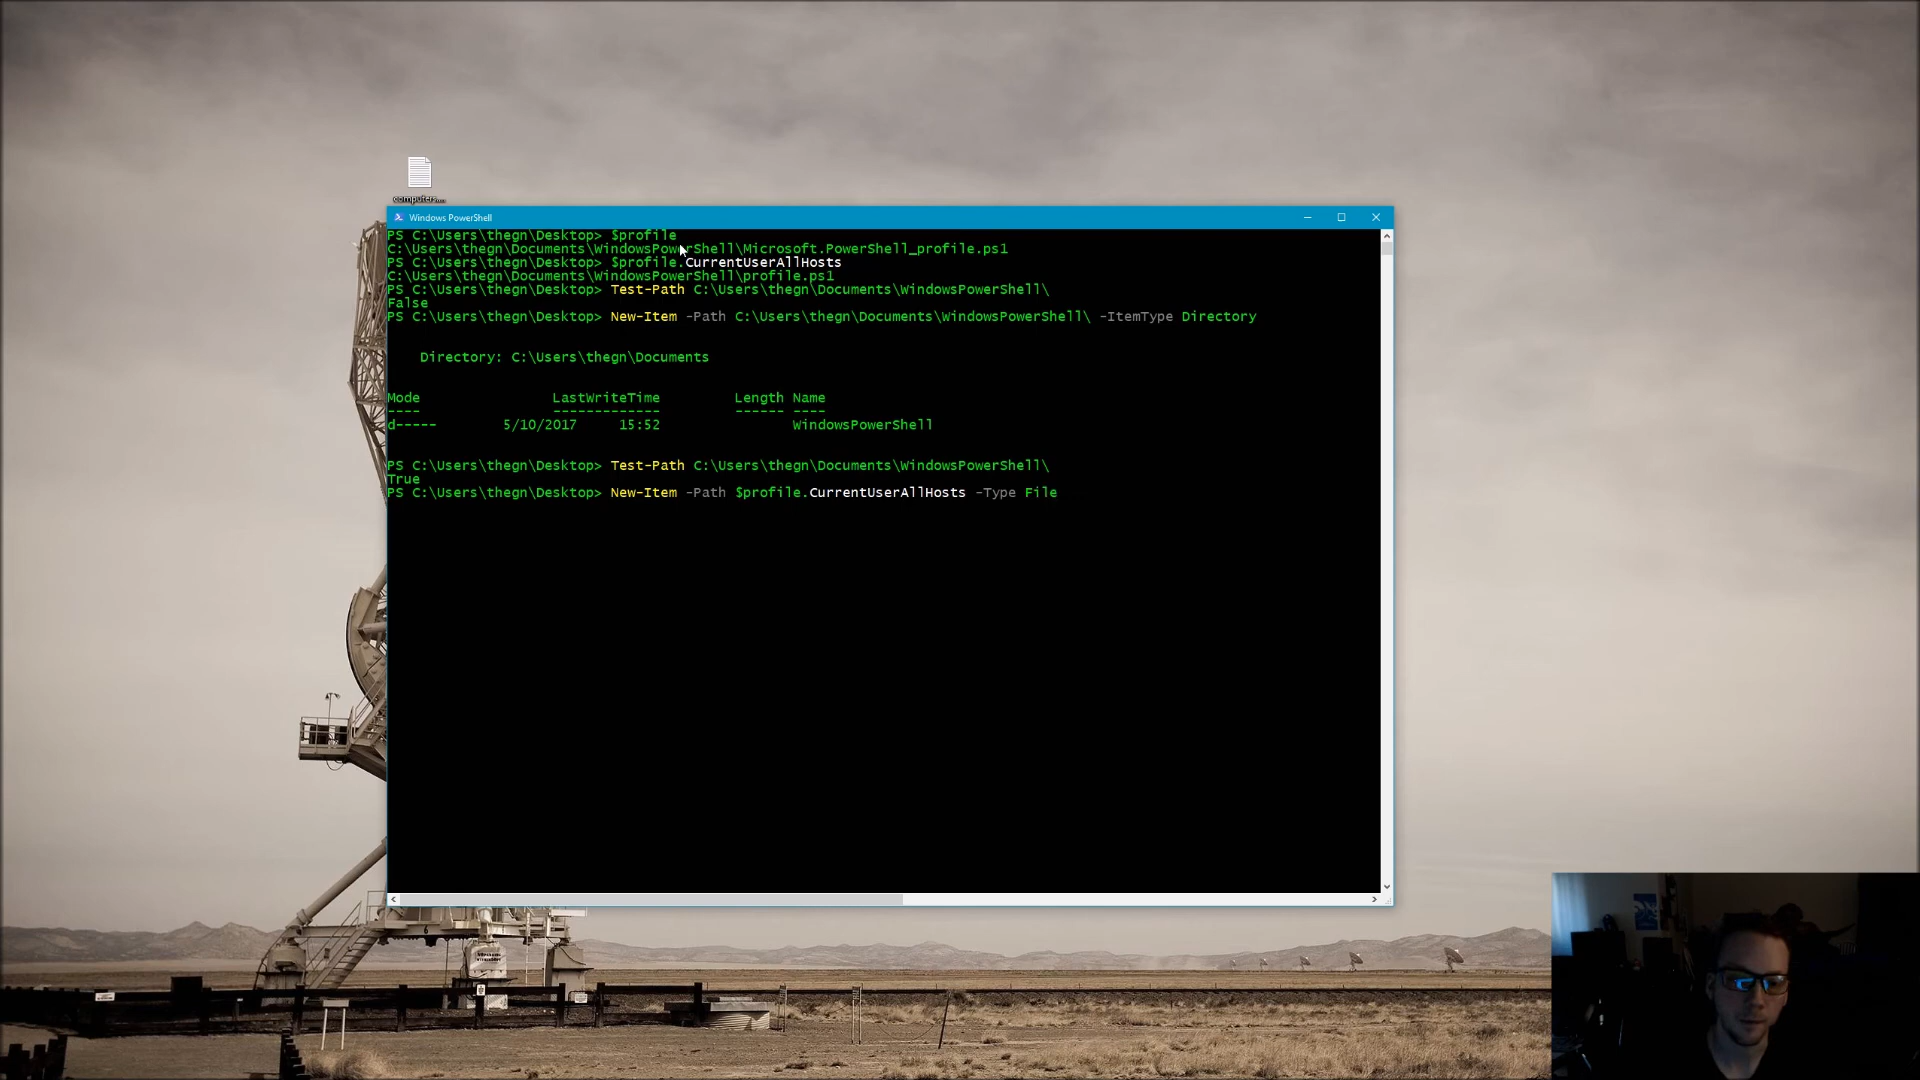 computers....
Windows PowerShell
PS C:\Users\thegn\Desktop> $profile
C:\Users\thegn\Documents\WindowsPowerShell\Microsoft.PowerShell_profile.ps1
PS C:\Users\thegn\Desktop> $profile.CurrentUserAllHosts
C:\Users\thegn\Documents\WindowsPowerShell\profile.ps1
PS C:\Users\thegn\Desktop> Test-Path C:\Users\thegn\Documents\WindowsPowerShell\
False
PS C:\Users\thegn\Desktop> New-Item -Path C:\Users\thegn\Documents\WindowsPowerShell\ -ItemType Directory
Directory: C:\Users\thegn\Documents
Mode LastWriteTime Length Name
---- ------------- ------ ----
d----- 5/10/2017 15:52 WindowsPowerShell
PS C:\Users\thegn\Desktop> Test-Path C:\Users\thegn\Documents\WindowsPowerShell\
True
PS C:\Users\thegn\Desktop> New-Item -Path $profile.CurrentUserAllHosts -Type File
6